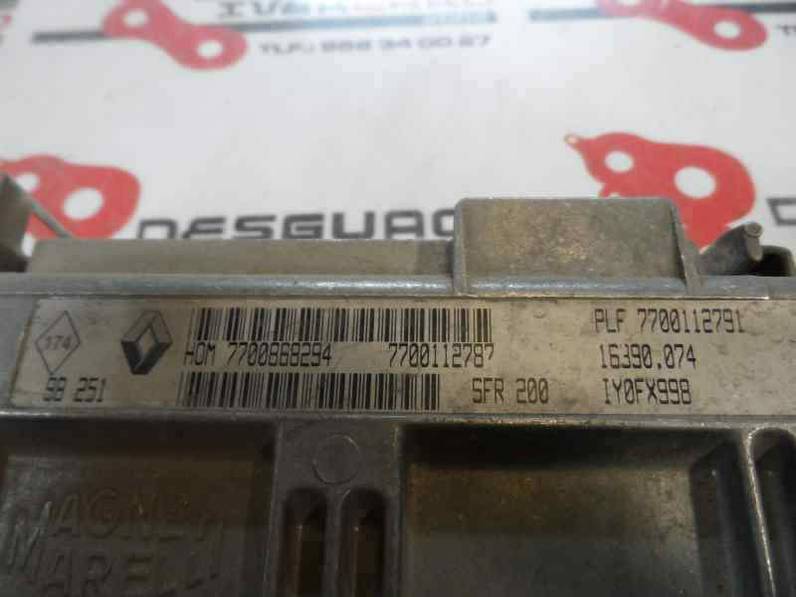 TLF.: 968 34 00 27
DESGUAC
174
PLF 7700112791
HOM 7700868294 7700112787 16390,074
98 251 SFR 200 IY0FX998
MAGNETI
MARELLI